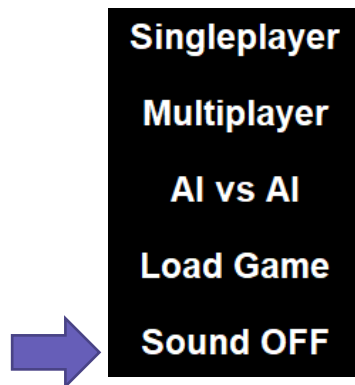 Singleplayer
Multiplayer
AI vs AI
Load Game
Sound OFF